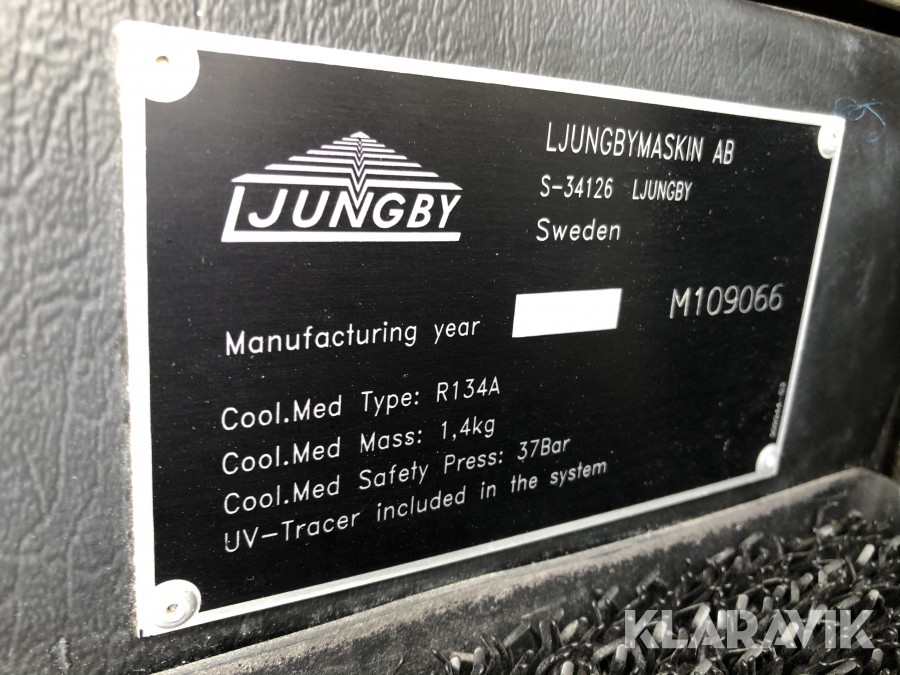 LJUNGBY
LJUNGBYMASKIN AB
S-34126 LJUNGBY
Sweden
Manufacturing year
M109066
Cool.Med Type: R134A
Cool.Med Mass: 1,4kg
Cool.Med Safety Press: 37Bar
UV-Tracer included in the system
KLARAVIK